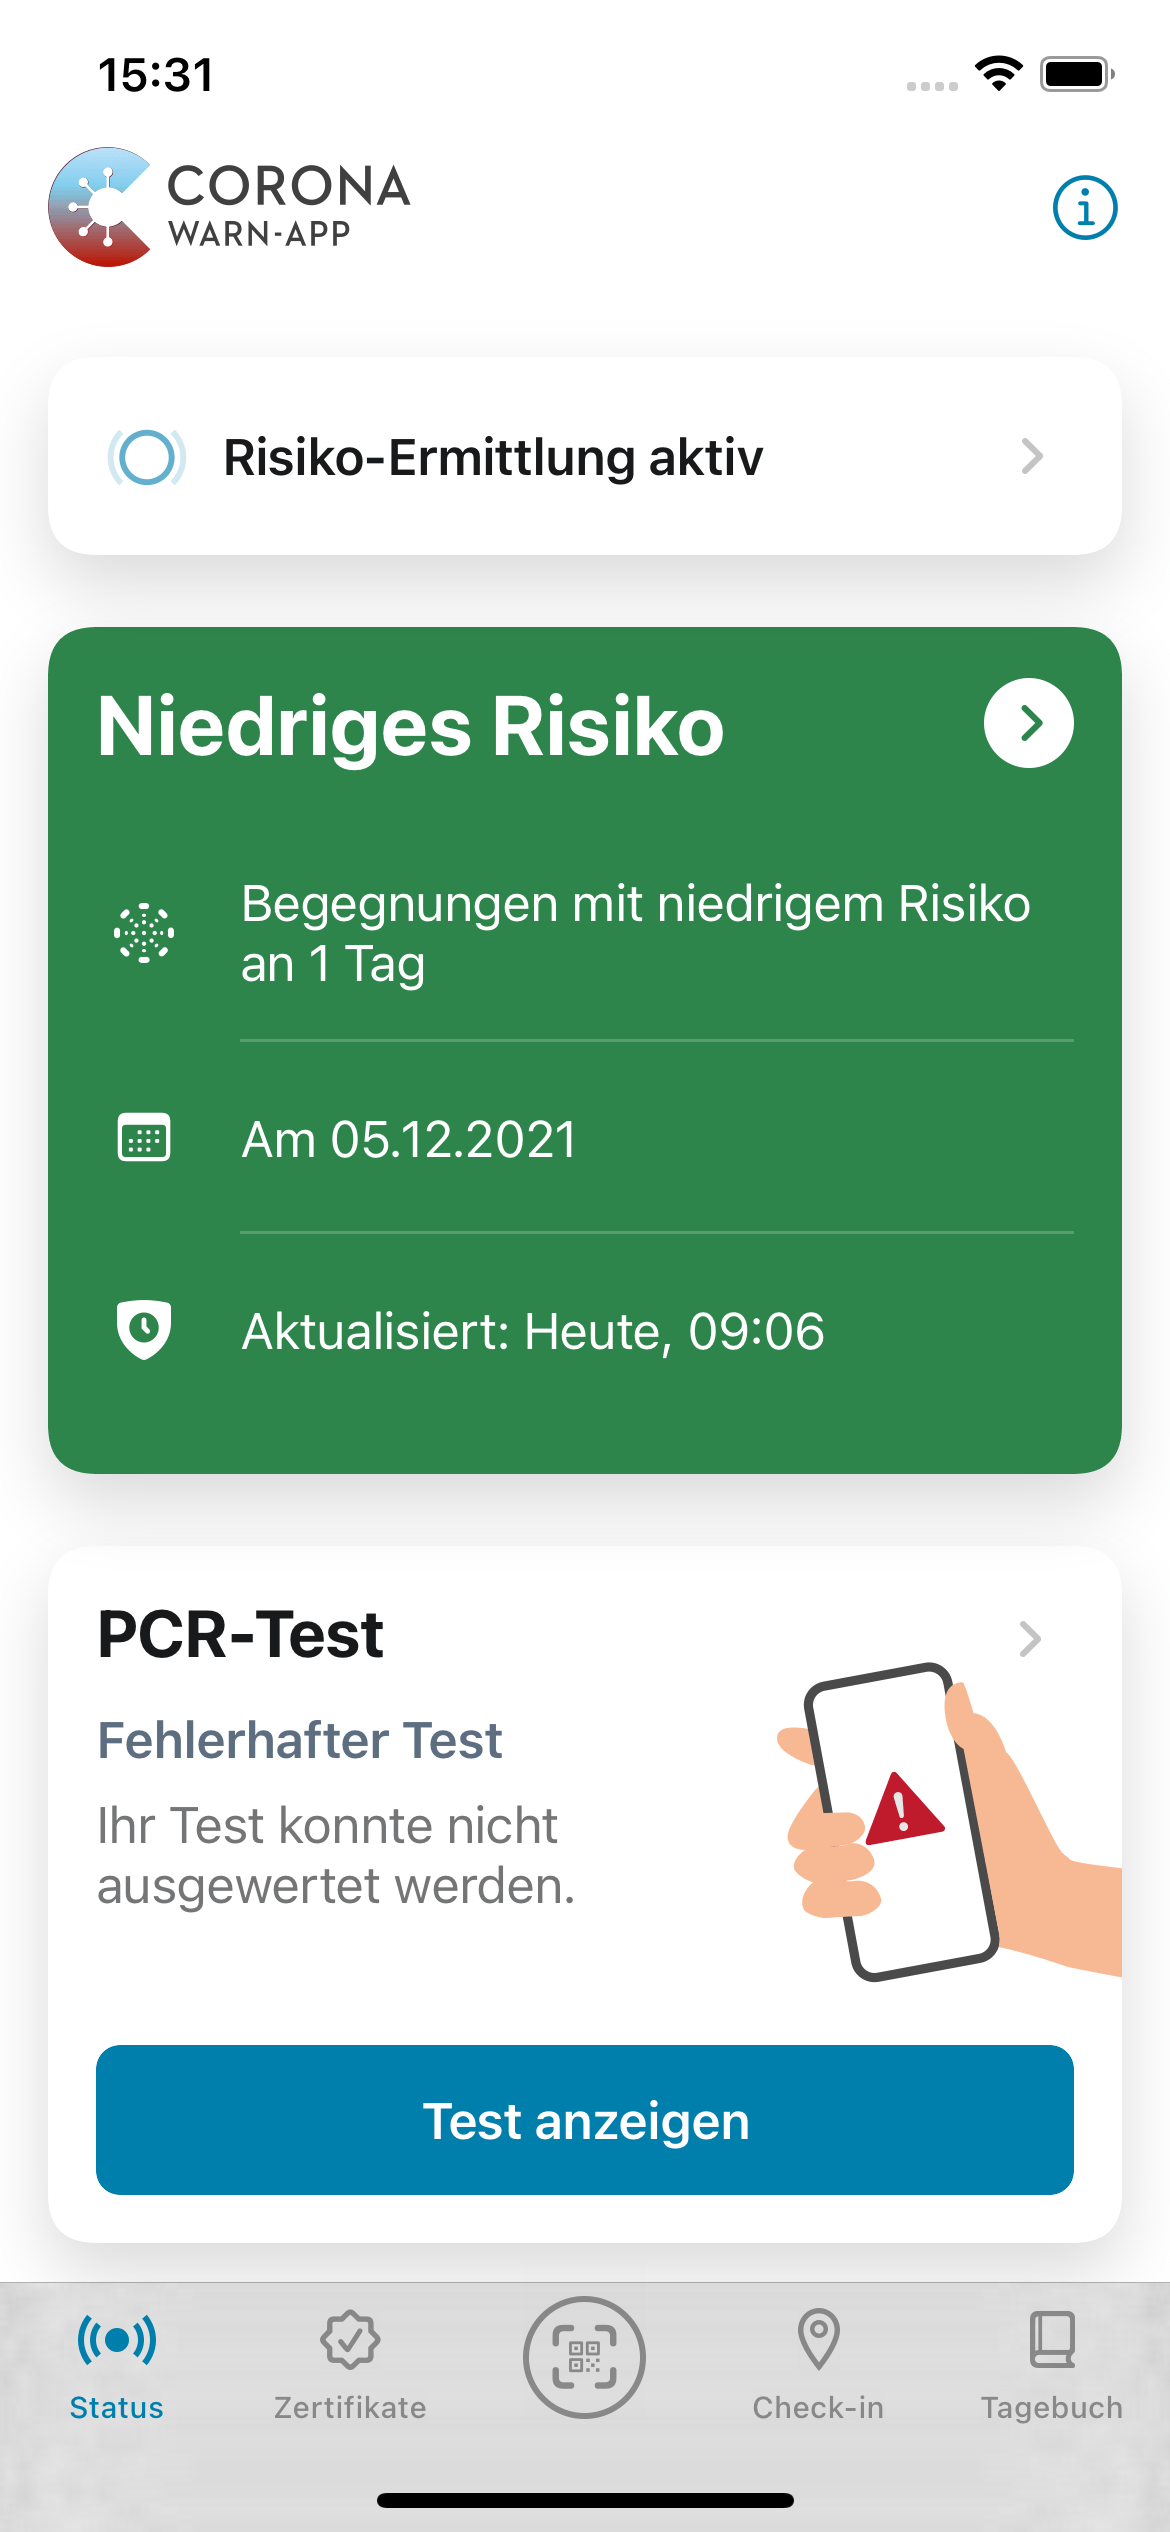 15:31
CORONA
WARN-APP
Risiko-Ermittlung aktiv
Niedriges Risiko
Begegnungen mit niedrigem Risiko
an 1 Tag
Am 05.12.2021
Aktualisiert: Heute, 09:06
PCR-Test
Fehlerhafter Test
Ihr Test konnte nicht
ausgewertet werden.
Test anzeigen
Status
Zertifikate
Check-in
Tagebuch